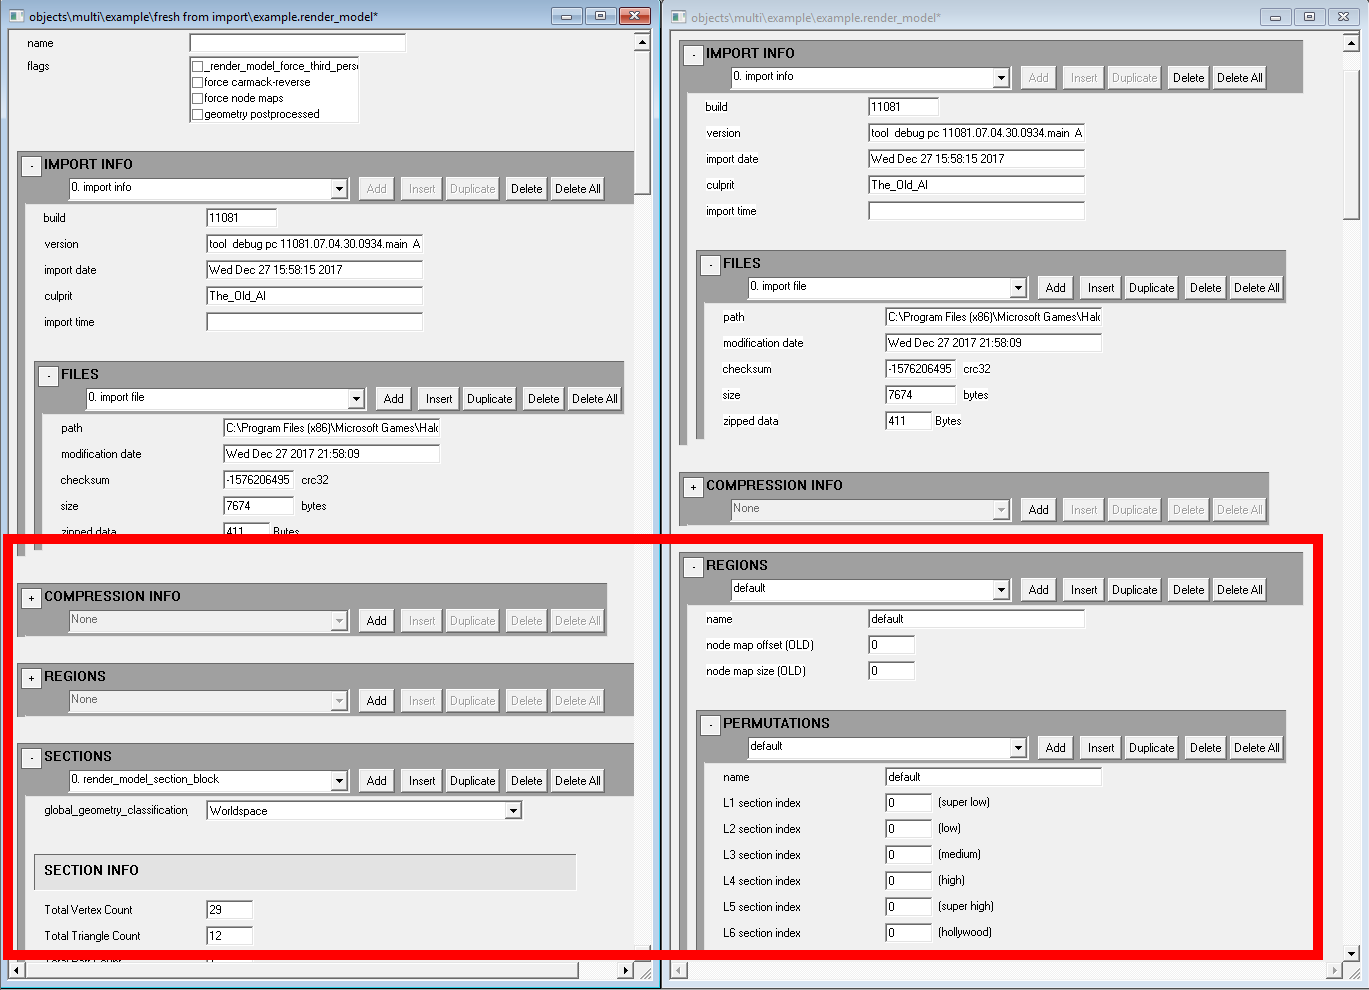 objects\multi\example\fresh from import\example.render_model*
name
flags
_render_model_force_third_pers
force carmack-reverse
force node maps
geometry postprocessed
- IMPORT INFO
0. import info Add Insert Duplicate Delete Delete All
build 11081
version tool debug pc 11081.07.04.30.0934.main A
import date Wed Dec 27 15:58:15 2017
culprit The_Old_Al
import time
- FILES
0. import file Add Insert Duplicate Delete Delete All
path C:\Program Files (x86)\Microsoft Games\Halo
modification date Wed Dec 27 2017 21:58:09
checksum -1576206495 crc32
size 7674 bytes
zipped data 411 Bytes
+ COMPRESSION INFO
None Add Insert Duplicate Delete Delete All
+ REGIONS
None Add Insert Duplicate Delete Delete All
- SECTIONS
0. render_model_section_block Add Insert Duplicate Delete Delete All
global_geometry_classification Worldspace
SECTION INFO
Total Vertex Count 29
Total Triangle Count 12
objects\multi\example\example.render_model*
- IMPORT INFO
0. import info Add Insert Duplicate Delete Delete All
build 11081
version tool debug pc 11081.07.04.30.0934.main A
import date Wed Dec 27 15:58:15 2017
culprit The_Old_Al
import time
- FILES
0. import file Add Insert Duplicate Delete Delete All
path C:\Program Files (x86)\Microsoft Games\Halo
modification date Wed Dec 27 2017 21:58:09
checksum -1576206495 crc32
size 7674 bytes
zipped data 411 Bytes
+ COMPRESSION INFO
None Add Insert Duplicate Delete Delete All
- REGIONS
default Add Insert Duplicate Delete Delete All
name default
node map offset (OLD) 0
node map size (OLD) 0
- PERMUTATIONS
default Add Insert Duplicate Delete Delete All
name default
L1 section index 0 (super low)
L2 section index 0 (low)
L3 section index 0 (medium)
L4 section index 0 (high)
L5 section index 0 (super high)
L6 section index 0 (hollywood)